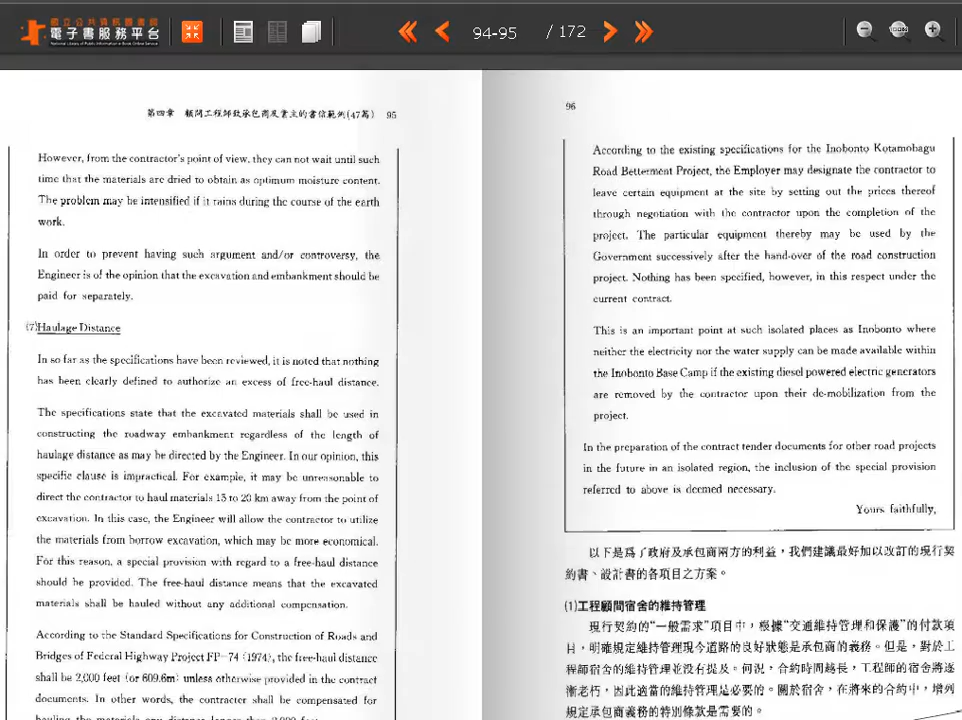 國立公共資訊圖書館
電子書服務平台
National Library of Public Information e-Book Online Service
94-95 / 172
100%
第四章 顧問工程師致承包商及業主的書信範例(47篇) 95
However, from the contractor's point of view, they can not wait until such
time that the materials are dried to obtain as optimum moisture content.
The problem may be intensified if it rains during the course of the earth
work.
In order to prevent having such argument and/or controversy, the
Engineer is of the opinion that the excavation and embankment should be
paid for separately.
(7)Haulage Distance
In so far as the specifications have been reviewed, it is noted that nothing
has been clearly defined to authorize an excess of free-haul distance.
The specifications state that the excavated materials shall be used in
constructing the roadway embankment regardless of the length of
haulage distance as may be directed by the Engineer. In our opinion, this
specific clause is impractical. For example, it may be unreasonable to
direct the contractor to haul materials 15 to 20 km away from the point of
excavation. In this case, the Engineer will allow the contractor to utilize
the materials from borrow excavation, which may be more economical.
For this reason, a special provision with regard to a free-haul distance
should be provided. The free-haul distance means that the excavated
materials shall be hauled without any additional compensation.
According to the Standard Specifications for Construction of Roads and
Bridges of Federal Highway Project FP-74 (1974), the free-haul distance
shall be 2,000 feet (or 609.6m) unless otherwise provided in the contract
documents. In other words, the contractor shall be compensated for
hauling the materials any distance longer than 2,000 feet.
96
According to the existing specifications for the Inobonto Kotamobagu
Road Betterment Project, the Employer may designate the contractor to
leave certain equipment at the site by setting out the prices thereof
through negotiation with the contractor upon the completion of the
project. The particular equipment thereby may be used by the
Government successively after the hand-over of the road construction
project. Nothing has been specified, however, in this respect under the
current contract.
This is an important point at such isolated places as Inobonto where
neither the electricity nor the water supply can be made available within
the Inobonto Base Camp if the existing diesel powered electric generators
are removed by the contractor upon their de-mobilization from the
project.
In the preparation of the contract tender documents for other road projects
in the future in an isolated region, the inclusion of the special provision
referred to above is deemed necessary.
Yours faithfully,
以下是爲了政府及承包商兩方的利益，我們建議最好加以改訂的現行契
約書、設計書的各項目之方案。
(1)工程顧問宿舍的維持管理
現行契約的“一般需求”項目中，根據“交通維持管理和保護”的付款項
目，明確規定維持管理現今道路的良好狀態是承包商的義務。但是，對於工
程師宿舍的維持管理並沒有提及。何況，合約時間越長，工程師的宿舍將逐
漸老朽，因此適當的維持管理是必要的。關於宿舍，在將來的合約中，增列
規定承包商義務的特別條款是需要的。